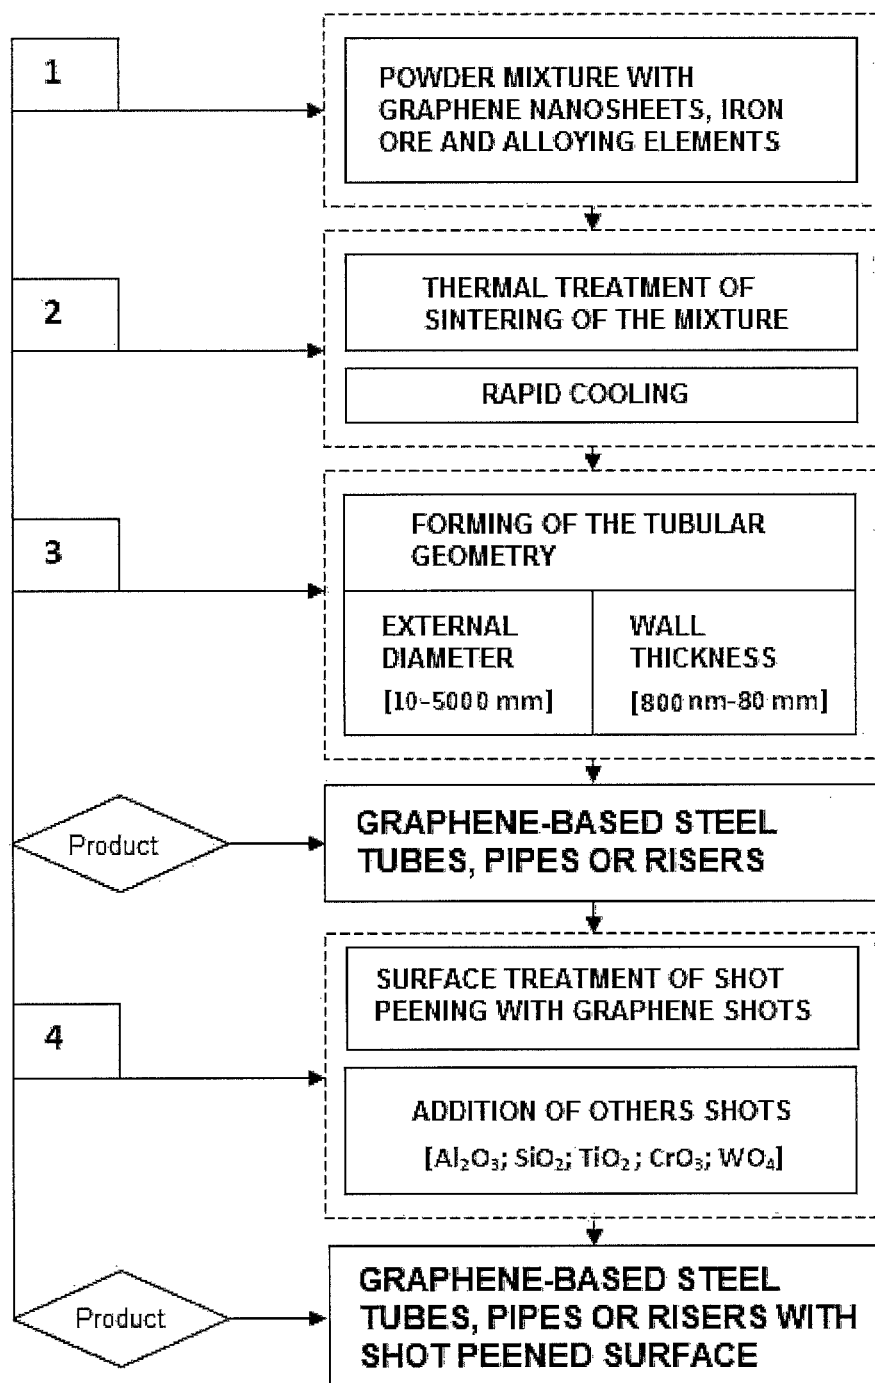 1
POWDER MIXTURE WITH
GRAPHENE NANOSHEETS, IRON
ORE AND ALLOYING ELEMENTS
2
THERMAL TREATMENT OF
SINTERING OF THE MIXTURE
RAPID COOLING
3
FORMING OF THE TUBULAR
GEOMETRY
EXTERNAL
DIAMETER
[10-5000 mm]
WALL
THICKNESS
[800 nm-80 mm]
Product
GRAPHENE-BASED STEEL
TUBES, PIPES OR RISERS
4
SURFACE TREATMENT OF SHOT
PEENING WITH GRAPHENE SHOTS
ADDITION OF OTHERS SHOTS
[Al₂O₃; SiO₂; TiO₂; CrO₃; WO₄]
Product
GRAPHENE-BASED STEEL
TUBES, PIPES OR RISERS WITH
SHOT PEENED SURFACE